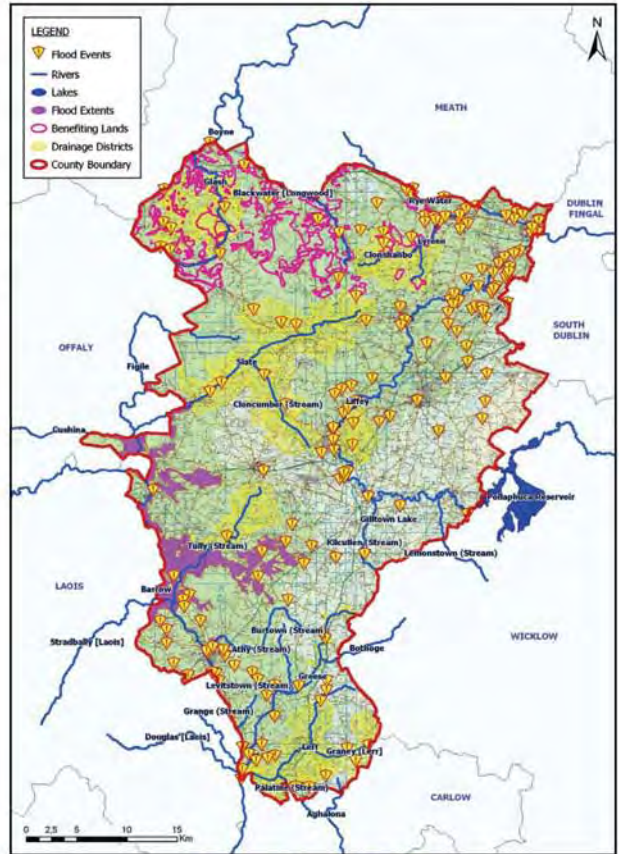 LEGEND
Flood Events
Rivers
Lakes
Flood Extents
Benefiting Lands
Drainage Districts
County Boundary
N
MEATH
Boyne
Glash
Blackwater [Longwood]
Rye Water
DUBLIN
FINGAL
Lyreen
Clonshanbo
SOUTH
DUBLIN
OFFALY
Slate
Figile
Cloncumber (Stream)
Liffey
Cushina
Pollaphuca Reservoir
Gilltown Lake
Tully (Stream)
Kilcullen (Stream)
Lemonstown (Stream)
LAOIS
Barrow
WICKLOW
Stradbally [Laois]
Burtown (Stream)
Bothoge
Athy (Stream)
Levitstown (Stream)
Greese
Grange (Stream)
Douglas [Laois]
Lerr
Graney [Lerr]
Palatine (Stream)
CARLOW
Aghalona
0 2.5 5 10 15
Km